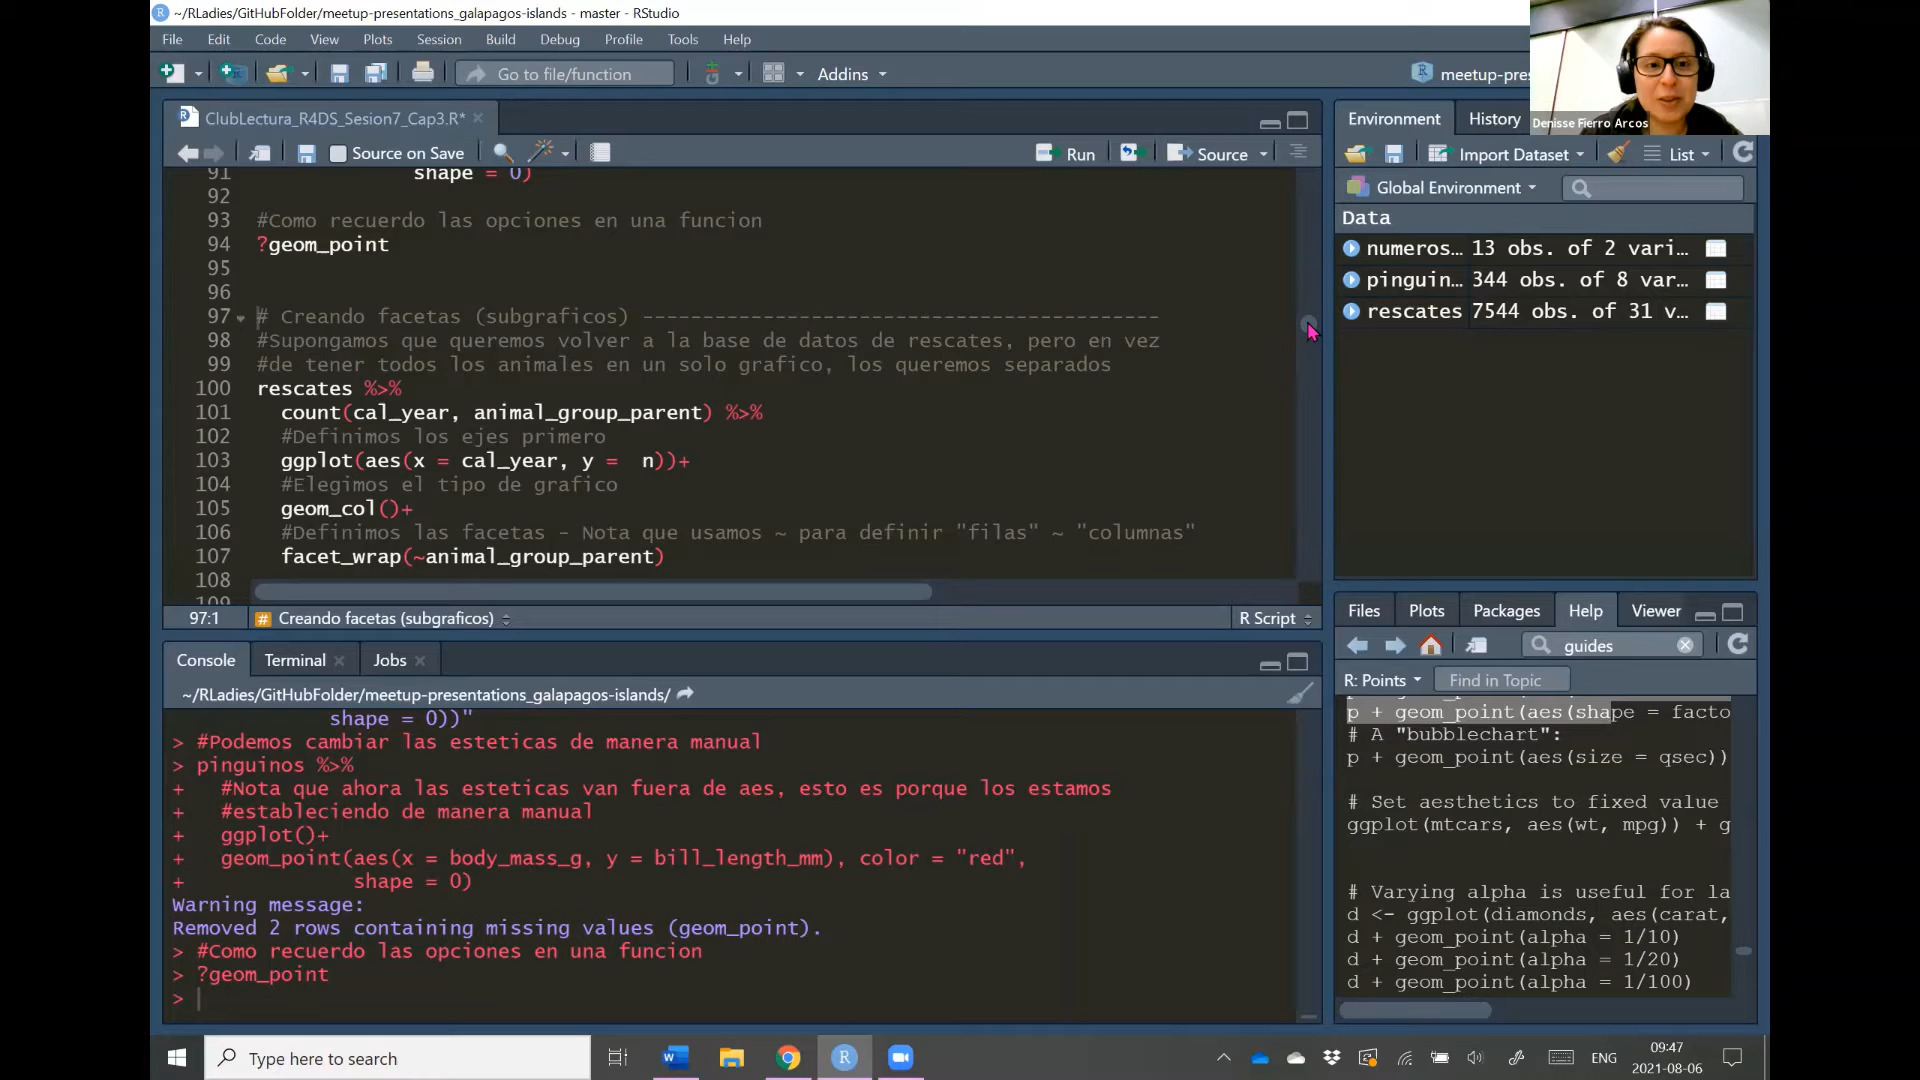 ~/RLadies/GitHubFolder/meetup-presentations_galapagos-islands - master - RStudio
File Edit Code View Plots Session Build Debug Profile Tools Help
Go to file/function
Addins
meetup-pres
Denisse Fierro Arcos
ClubLectura_R4DS_Sesion7_Cap3.R*
Source on Save
Run
Source
91 shape = 0)
92
93 #Como recuerdo las opciones en una funcion
94 ?geom_point
95
96
97 # Creando facetas (subgraficos) -------------------------------------------
98 #Supongamos que queremos volver a la base de datos de rescates, pero en vez
99 #de tener todos los animales en un solo grafico, los queremos separados
100 rescates %>%
101 count(cal_year, animal_group_parent) %>%
102 #Definimos los ejes primero
103 ggplot(aes(x = cal_year, y =  n))+
104 #Elegimos el tipo de grafico
105 geom_col()+
106 #Definimos las facetas - Nota que usamos ~ para definir "filas" ~ "columnas"
107 facet_wrap(~animal_group_parent)
108
109
97:1 # Creando facetas (subgraficos) R Script
Console Terminal Jobs
~/RLadies/GitHubFolder/meetup-presentations_galapagos-islands/
shape = 0))"
> #Podemos cambiar las esteticas de manera manual
> pinguinos %>%
+ #Nota que ahora las esteticas van fuera de aes, esto es porque los estamos
+ #estableciendo de manera manual
+ ggplot()+
+ geom_point(aes(x = body_mass_g, y = bill_length_mm), color = "red",
+ shape = 0)
Warning message:
Removed 2 rows containing missing values (geom_point).
> #Como recuerdo las opciones en una funcion
> ?geom_point
>
Environment History
Import Dataset List
Global Environment
Data
numeros… 13 obs. of 2 vari…
pinguin… 344 obs. of 8 var…
rescates 7544 obs. of 31 v…
Files Plots Packages Help Viewer
guides
R: Points Find in Topic
p + geom_point(aes(shape = facto
# A "bubblechart":
p + geom_point(aes(size = qsec))
# Set aesthetics to fixed value
ggplot(mtcars, aes(wt, mpg)) + g
# Varying alpha is useful for la
d <- ggplot(diamonds, aes(carat,
d + geom_point(alpha = 1/10)
d + geom_point(alpha = 1/20)
d + geom_point(alpha = 1/100)
Type here to search
ENG
09:47
2021-08-06